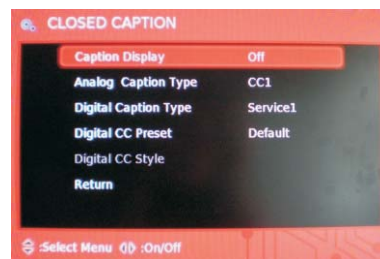 CLOSED CAPTION
Caption Display Off
Analog Caption Type CC1
Digital Caption Type Service1
Digital CC Preset Default
Digital CC Style
Return
:Select Menu :On/Off